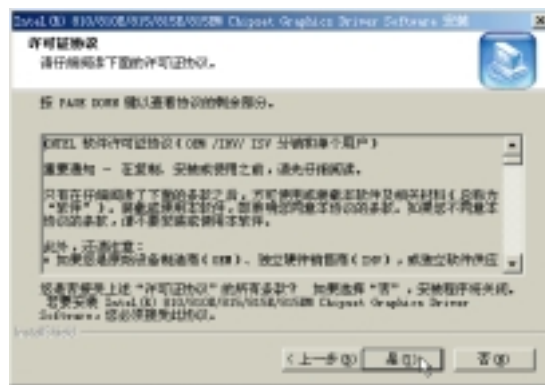 Intel(R) 810/810E/815/815E/815EM Chipset Graphics Driver Software 安装
许可证协议
请仔细阅读下面的许可证协议。
按 PAGE DOWN 键以查看协议的剩余部分。
INTEL 软件许可证协议（OEM /IHV/ ISV 分销和单个用户）
重要通知 - 在复制、安装或使用之前，请先仔细阅读。
只有在仔细阅读了下面的条款之后，方可使用或装载本软件及相关材料（总称为
“软件”）。装载或使用本软件，即表明您同意本协议的条款。如果您不同意本
协议的条款，请不要安装或使用本软件。
此外，还请注意：
* 如果您是原始设备制造商（OEM）、独立硬件销售商（IHV），或独立软件供应
您是否接受上述“许可证协议”的所有条款？ 如果选择“否”，安装程序将关闭。
若要安装 Intel(R) 810/810E/815/815E/815EM Chipset Graphics Driver
Software，您必须接受此协议。
InstallShield
<上一步(B)
是(Y)
否(N)